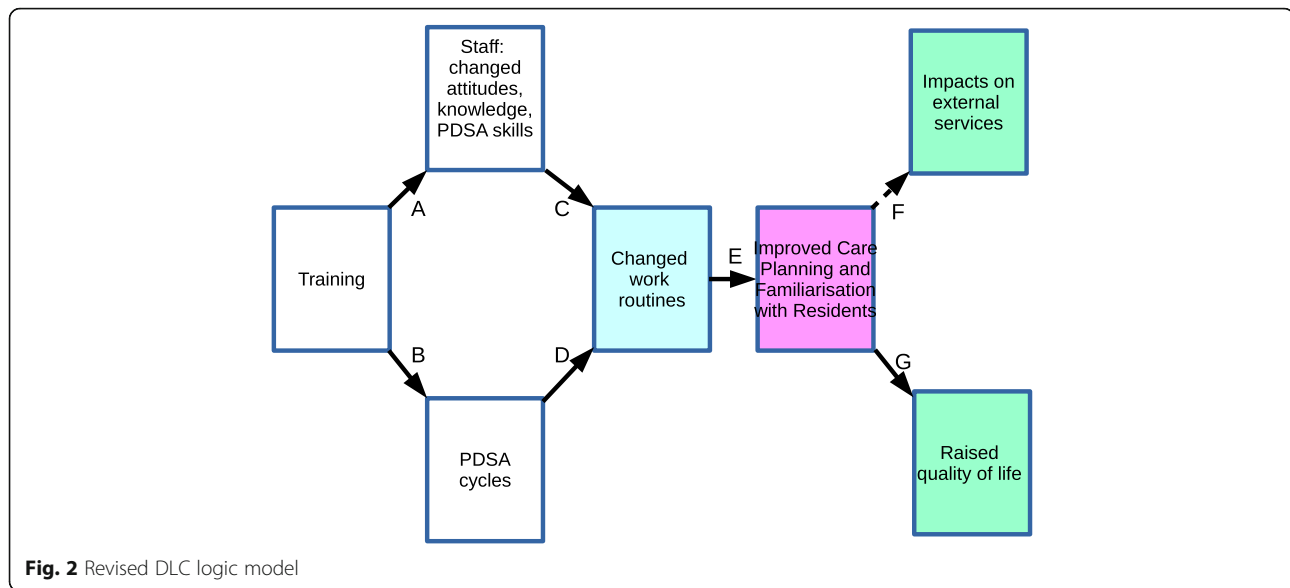 Staff:
changed
attitudes,
knowledge,
PDSA skills
Impacts on
external
services
A
C
F
Training
Changed
work
routines
E
Improved Care
Planning and
Familiarisation
with Residents
B
D
G
PDSA
cycles
Raised
quality of life
Fig. 2 Revised DLC logic model